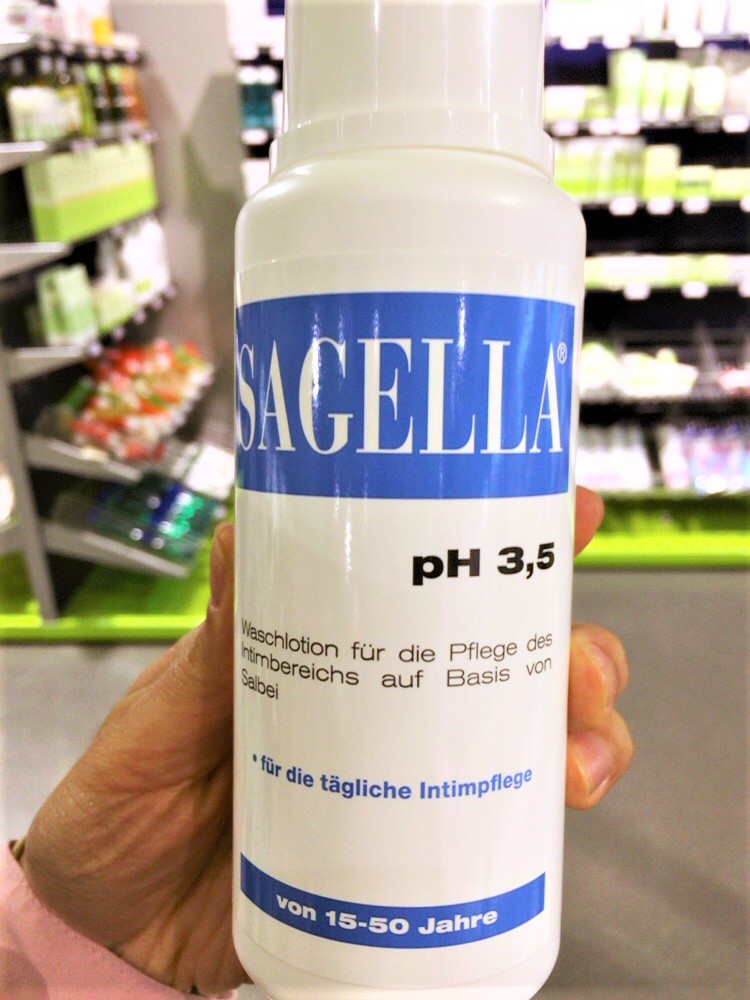 SAGELLA®
pH 3,5
Waschlotion für die Pflege des
Intimbereichs auf Basis von
Salbei
• für die tägliche Intimpflege
von 15-50 Jahre